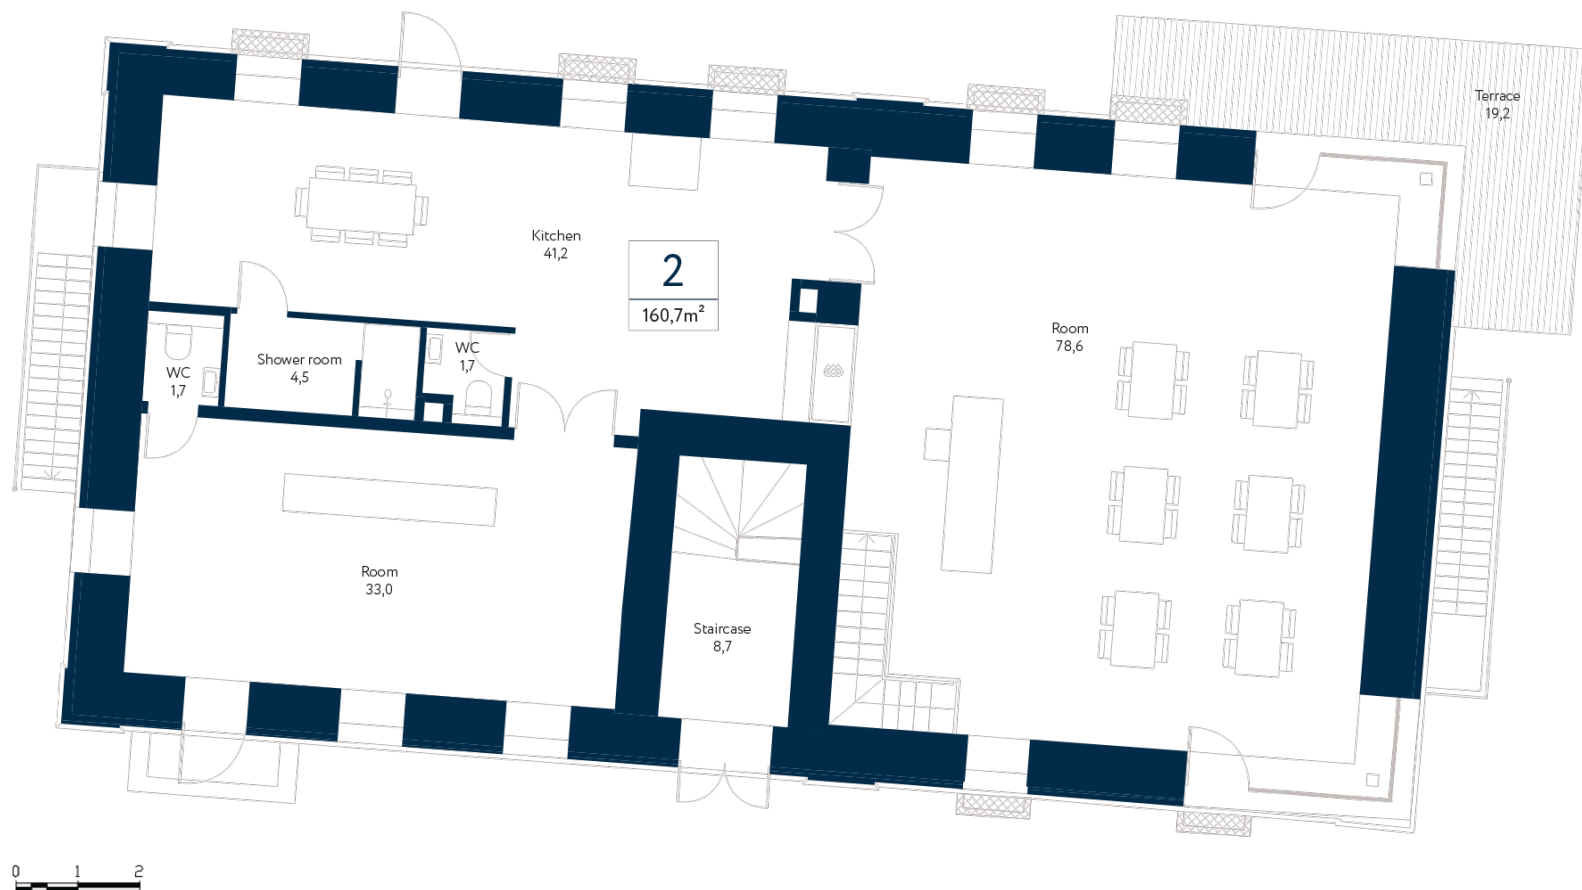 Terrace
19,2
Kitchen
41,2
2
160,7m²
Room
78,6
Shower room
4,5
WC
1,7
WC
1,7
Room
33,0
Staircase
8,7
0 1 2